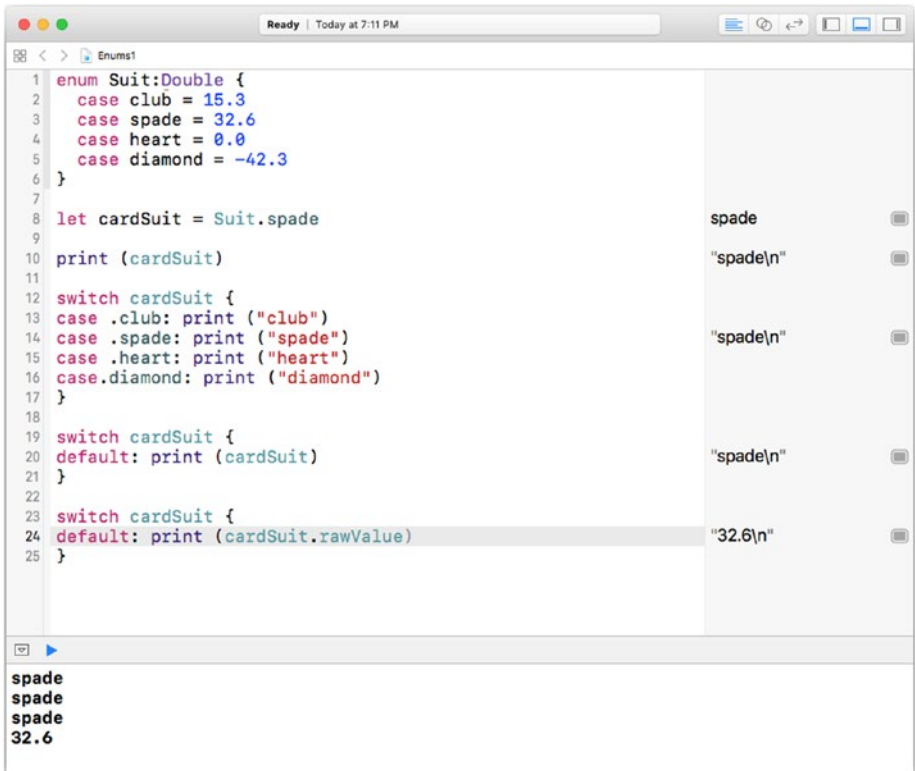 Ready | Today at 7:11 PM
Enums1
1 enum Suit:Double {
2 case club = 15.3
3 case spade = 32.6
4 case heart = 0.0
5 case diamond = -42.3
6 }
7
8 let cardSuit = Suit.spade spade
9
10 print (cardSuit) "spade\n"
11
12 switch cardSuit {
13 case .club: print ("club")
14 case .spade: print ("spade") "spade\n"
15 case .heart: print ("heart")
16 case.diamond: print ("diamond")
17 }
18
19 switch cardSuit {
20 default: print (cardSuit) "spade\n"
21 }
22
23 switch cardSuit {
24 default: print (cardSuit.rawValue) "32.6\n"
25 }
spade
spade
spade
32.6